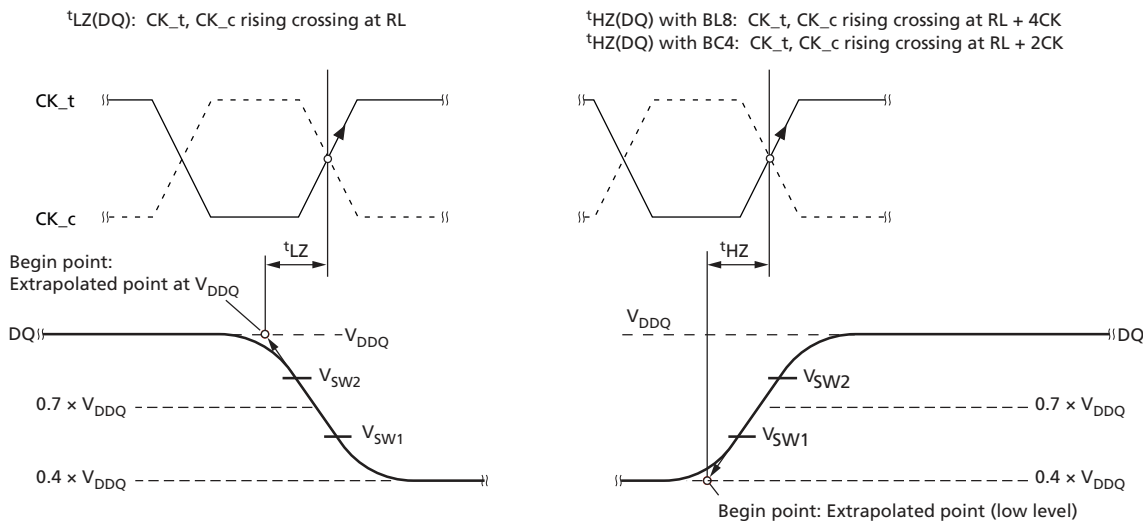 tLZ(DQ): CK_t, CK_c rising crossing at RL
tHZ(DQ) with BL8: CK_t, CK_c rising crossing at RL + 4CK
tHZ(DQ) with BC4: CK_t, CK_c rising crossing at RL + 2CK
CK_t
CK_c
tLZ
tHZ
Begin point:
Extrapolated point at VDDQ
DQ
VDDQ
VSW2
0.7 × VDDQ
VSW1
0.4 × VDDQ
VDDQ
DQ
VSW2
0.7 × VDDQ
VSW1
0.4 × VDDQ
Begin point: Extrapolated point (low level)